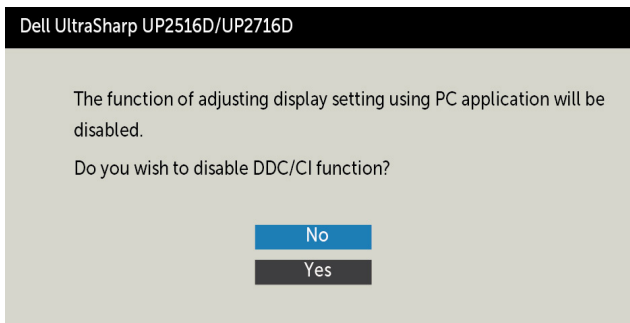 Dell UltraSharp UP2516D/UP2716D
The function of adjusting display setting using PC application will be
disabled.
Do you wish to disable DDC/CI function?
No
Yes